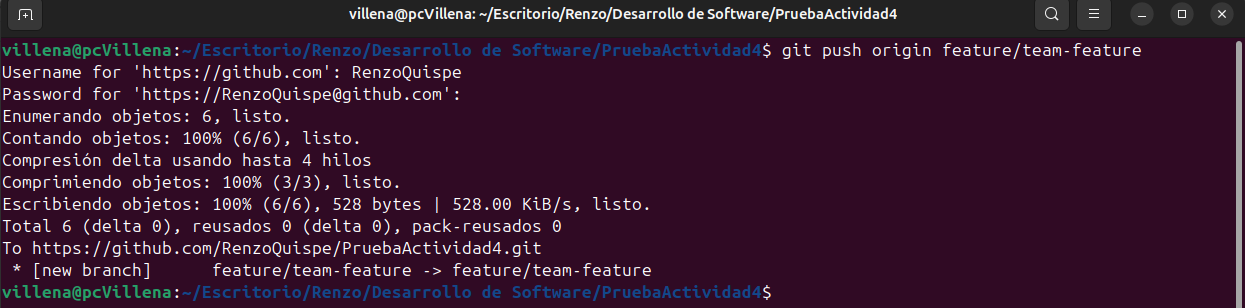 villena@pcVillena: ~/Escritorio/Renzo/Desarrollo de Software/PruebaActividad4
villena@pcVillena:~/Escritorio/Renzo/Desarrollo de Software/PruebaActividad4$ git push origin feature/team-feature
Username for 'https://github.com': RenzoQuispe
Password for 'https://RenzoQuispe@github.com':
Enumerando objetos: 6, listo.
Contando objetos: 100% (6/6), listo.
Compresión delta usando hasta 4 hilos
Comprimiendo objetos: 100% (3/3), listo.
Escribiendo objetos: 100% (6/6), 528 bytes | 528.00 KiB/s, listo.
Total 6 (delta 0), reusados 0 (delta 0), pack-reusados 0
To https://github.com/RenzoQuispe/PruebaActividad4.git
 * [new branch]      feature/team-feature -> feature/team-feature
villena@pcVillena:~/Escritorio/Renzo/Desarrollo de Software/PruebaActividad4$